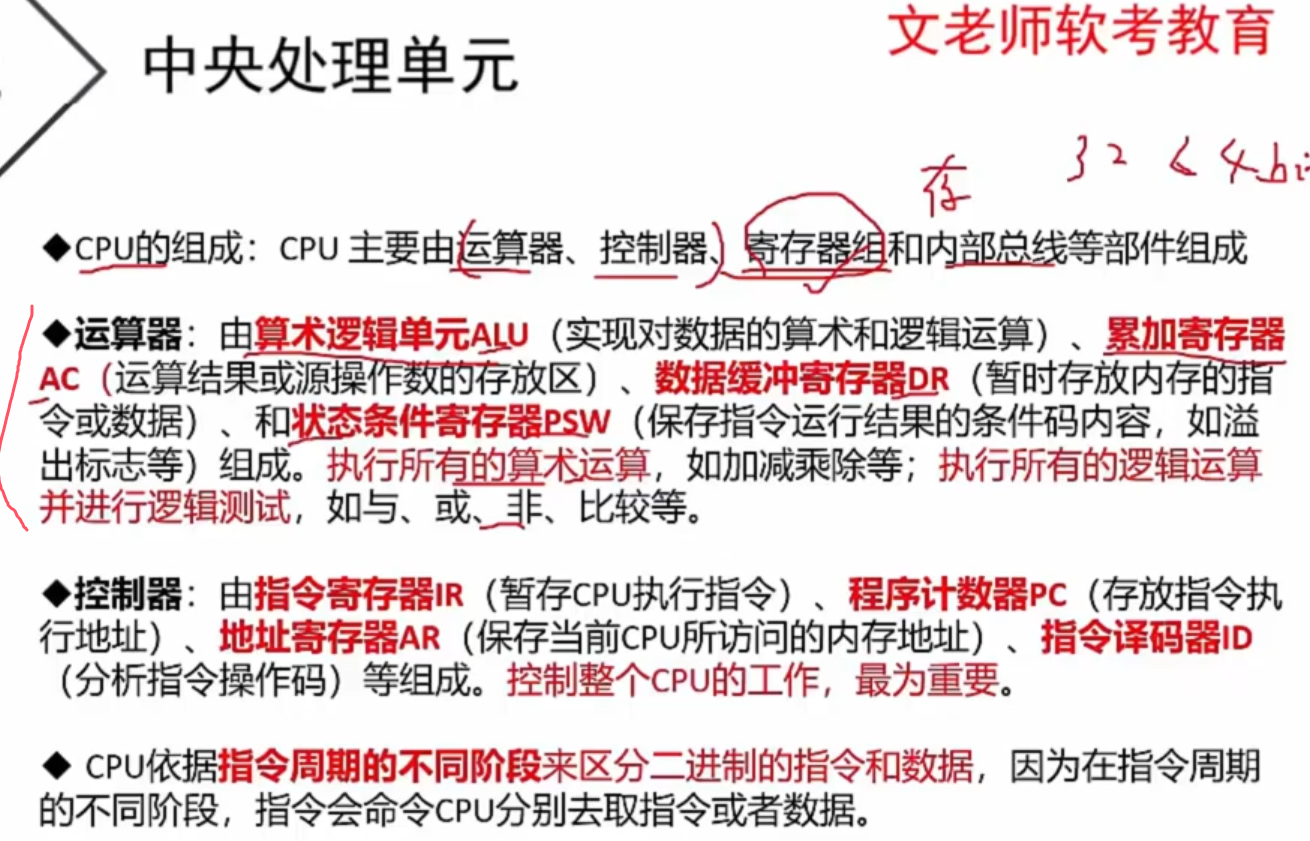 文老师软考教育
中央处理单元
存 32 64 bi
◆CPU的组成：CPU 主要由运算器、控制器、寄存器组和内部总线等部件组成
◆运算器：由算术逻辑单元ALU（实现对数据的算术和逻辑运算）、累加寄存器
AC（运算结果或源操作数的存放区）、数据缓冲寄存器DR（暂时存放内存的指
令或数据）、和状态条件寄存器PSW（保存指令运行结果的条件码内容，如溢
出标志等）组成。执行所有的算术运算，如加减乘除等；执行所有的逻辑运算
并进行逻辑测试，如与、或、非、比较等。
◆控制器：由指令寄存器IR（暂存CPU执行指令）、程序计数器PC（存放指令执
行地址）、地址寄存器AR（保存当前CPU所访问的内存地址）、指令译码器ID
（分析指令操作码）等组成。控制整个CPU的工作，最为重要。
◆ CPU依据指令周期的不同阶段来区分二进制的指令和数据，因为在指令周期
的不同阶段，指令会命令CPU分别去取指令或者数据。